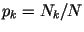 p_k = N_k/N